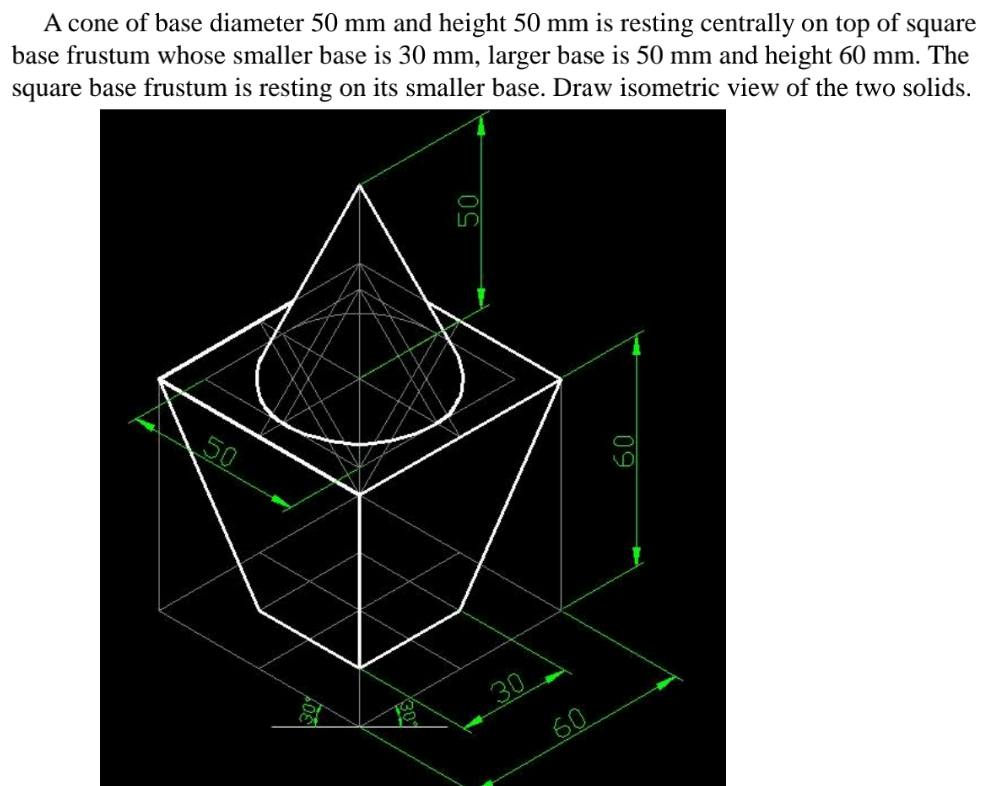 A cone of base diameter 50 mm and height 50 mm is resting centrally on top of square
base frustum whose smaller base is 30 mm, larger base is 50 mm and height 60 mm. The
square base frustum is resting on its smaller base. Draw isometric view of the two solids.
50
50
60
30
30°
30°
60